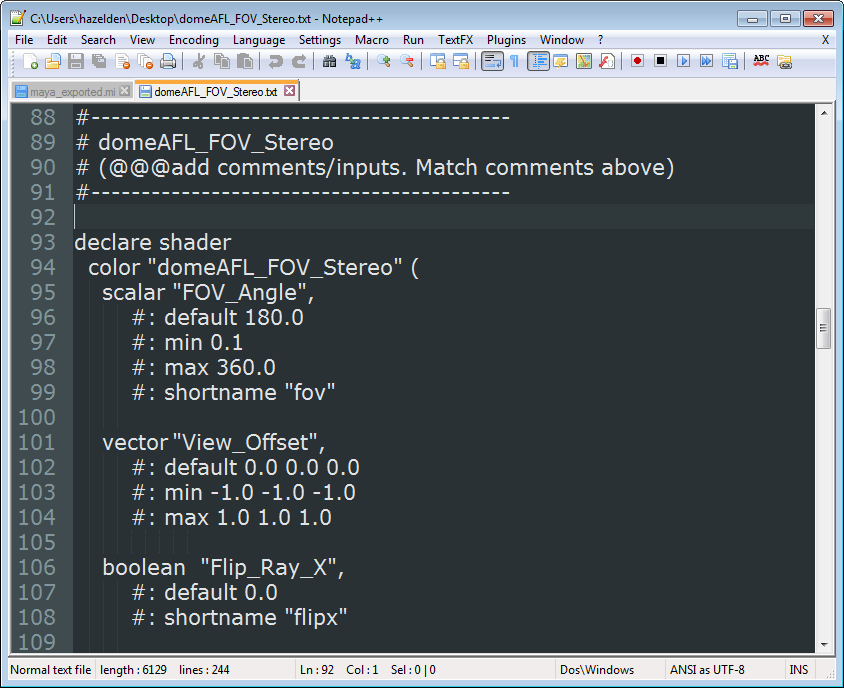 C:\Users\hazelden\Desktop\domeAFL_FOV_Stereo.txt - Notepad++
File Edit Search View Encoding Language Settings Macro Run TextFX Plugins Window ? X
ABC
maya_exported.mi domeAFL_FOV_Stereo.txt
88 #------------------------------------------
89 # domeAFL_FOV_Stereo
90 # (@@@add comments/inputs. Match comments above)
91 #------------------------------------------
92
93 declare shader
94 color "domeAFL_FOV_Stereo" (
95 scalar "FOV_Angle",
96 #: default 180.0
97 #: min 0.1
98 #: max 360.0
99 #: shortname "fov"
100
101 vector "View_Offset",
102 #: default 0.0 0.0 0.0
103 #: min -1.0 -1.0 -1.0
104 #: max 1.0 1.0 1.0
105
106 boolean "Flip_Ray_X",
107 #: default 0.0
108 #: shortname "flipx"
109
Normal text file length : 6129 lines : 244 Ln : 92 Col : 1 Sel : 0 | 0 Dos\Windows ANSI as UTF-8 INS